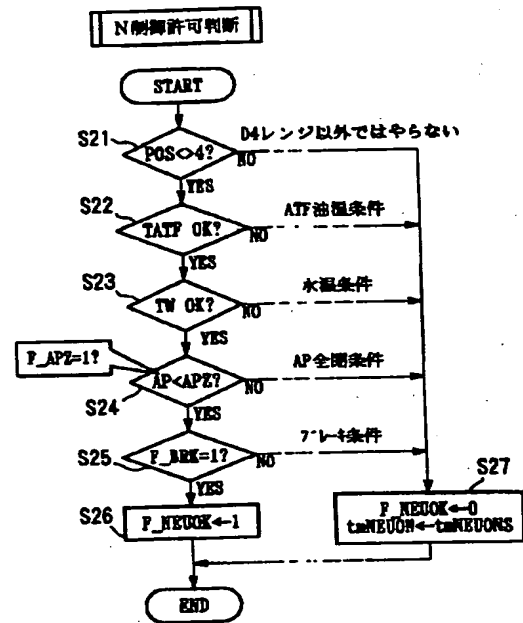 N制御許可判断
START
D4レンジ以外ではやらない
S21
POS<>4?
NO
YES
S22
ATF油温条件
TATF OK?
NO
YES
S23
水温条件
TW OK?
NO
YES
F_APZ=1?
AP全閉条件
AP<APZ?
NO
S24
YES
ブレーキ条件
F_BRK=1?
NO
S25
YES
S27
S26
F_NEUOK←1
F_NEUOK←0
tmNEUON←tmNEUONS
END